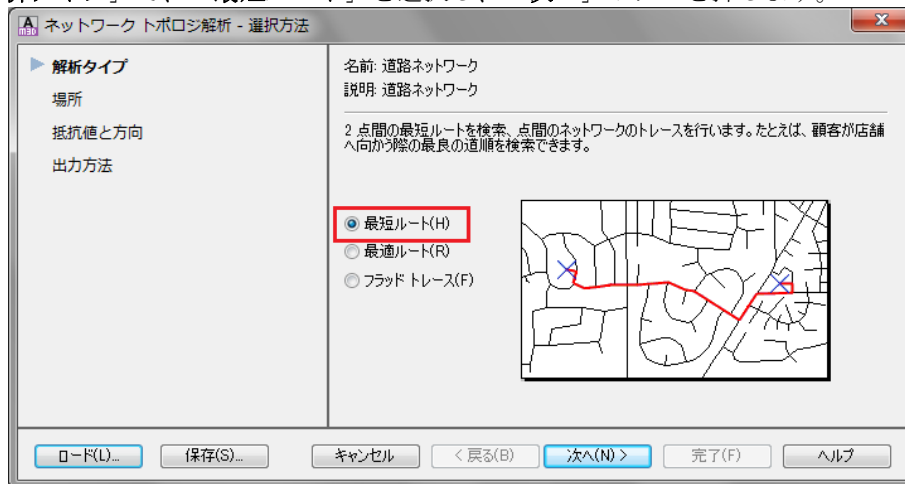 ネットワーク トポロジ解析 - 選択方法
解析タイプ
場所
抵抗値と方向
出力方法
名前: 道路ネットワーク
説明: 道路ネットワーク
2 点間の最短ルートを検索、点間のネットワークのトレースを行います。たとえば、顧客が店舗
へ向かう際の最良の道順を検索できます。
最短ルート(H)
最適ルート(R)
フラッド トレース(F)
ロード(L)...
保存(S)...
キャンセル
< 戻る(B)
次へ(N) >
完了(F)
ヘルプ